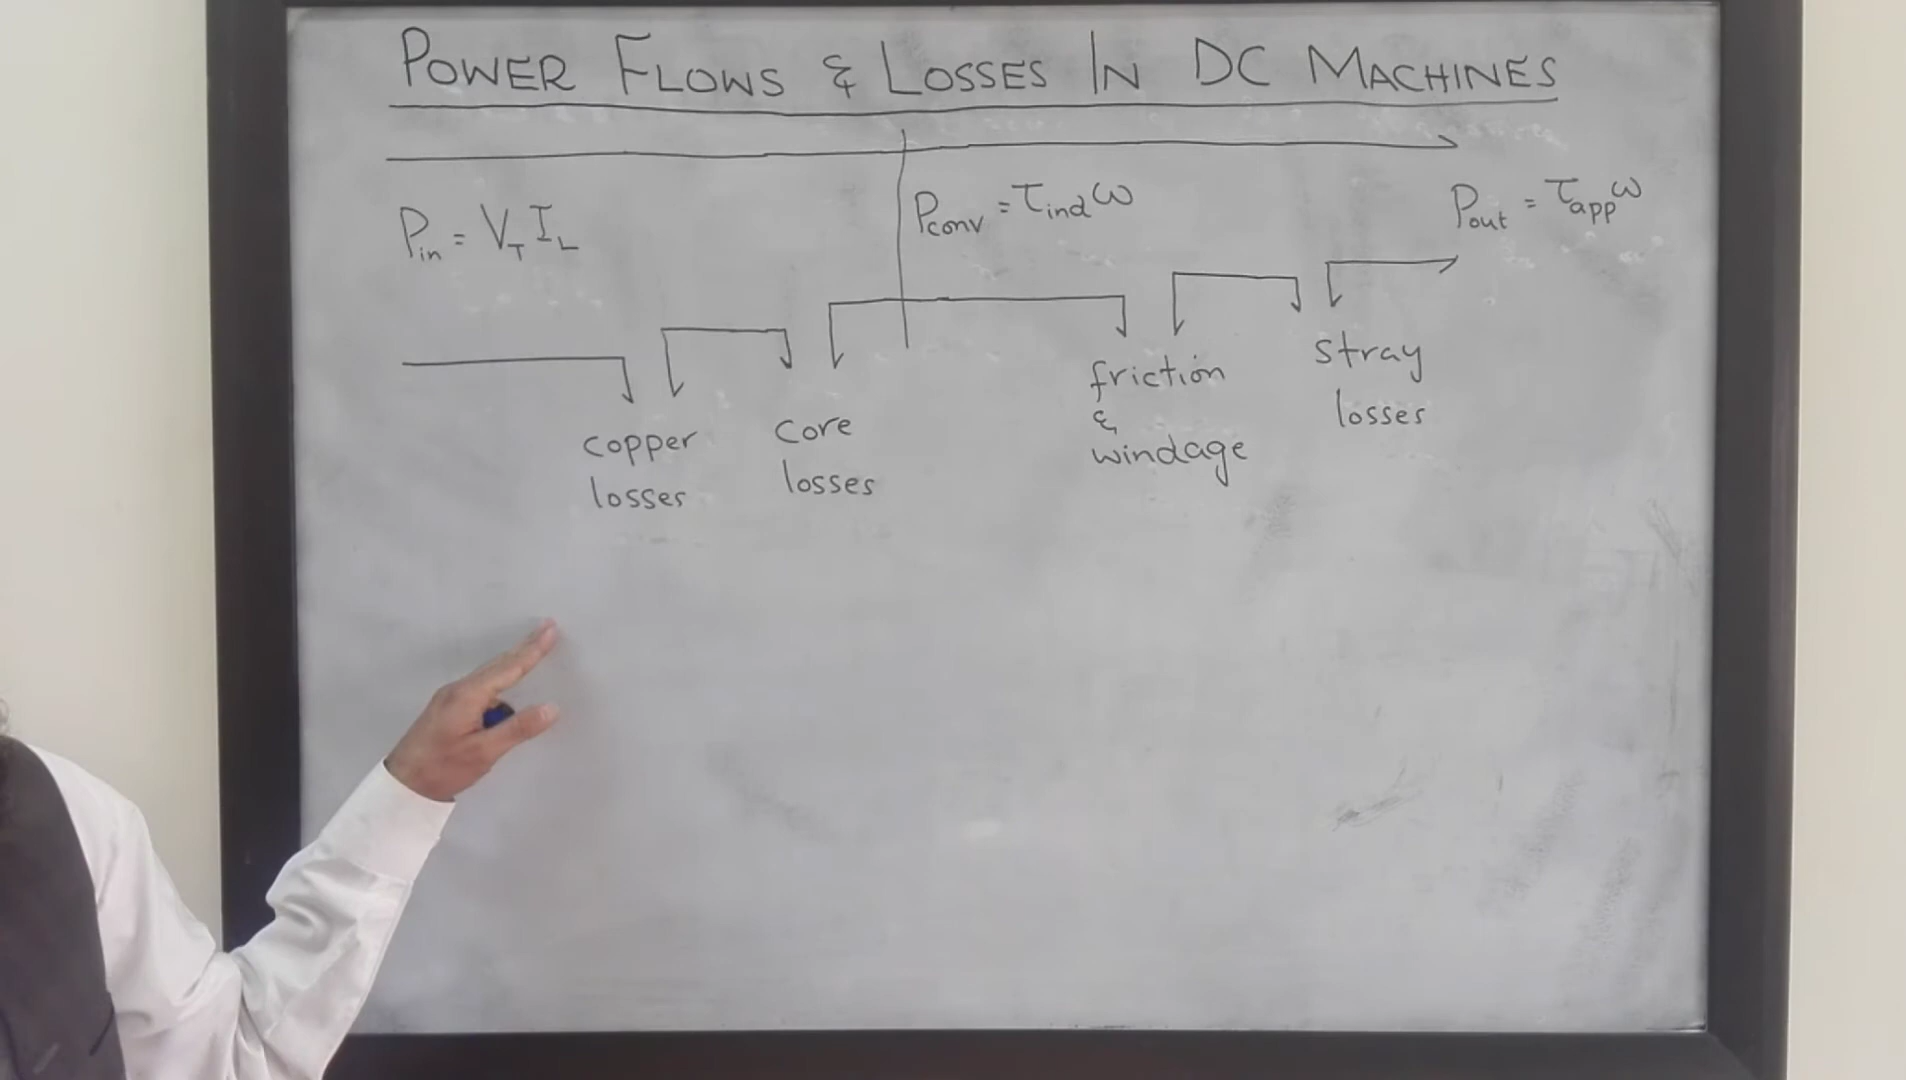 POWER FLOWS & LOSSES IN DC MACHINES
Pin = VT IL
Pconv = τind ω
Pout = τapp ω
copper
losses
core
losses
friction
&
windage
stray
losses